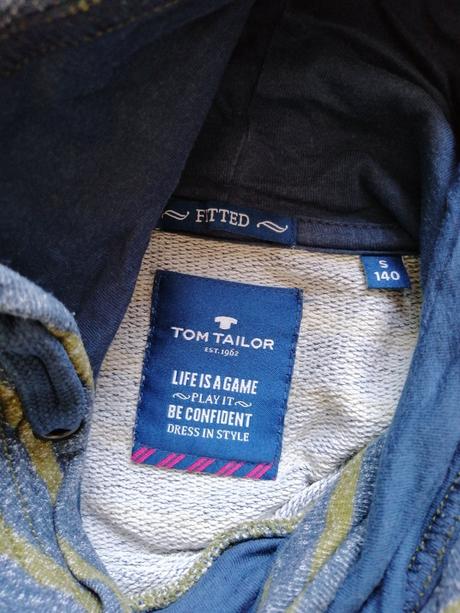 ~ FITTED ~
S
140
TOM TAILOR
EST. 1962
LIFE IS A GAME
~ PLAY IT ~
BE CONFIDENT
DRESS IN STYLE